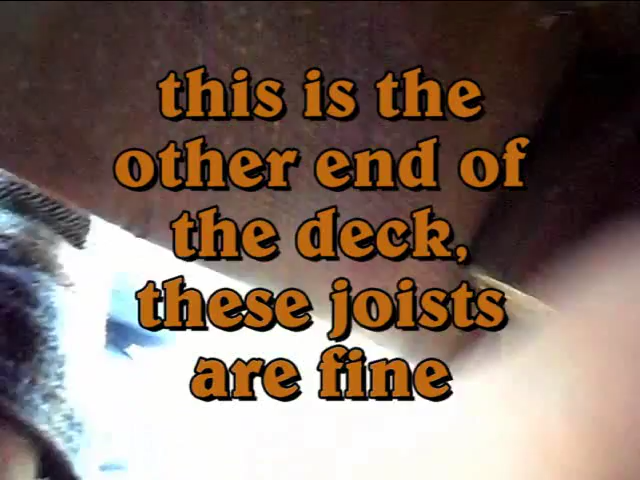 this is the
other end of
the deck,
these joists
are fine